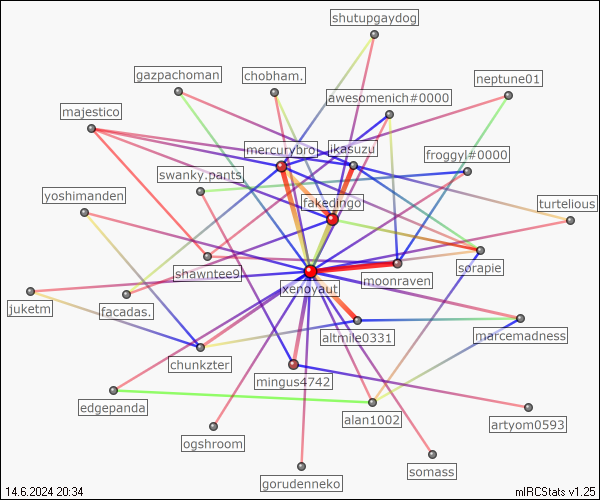 shutupgaydog
gazpachoman
chobham.
neptune01
awesomenich#0000
majestico
mercurybro
ikasuzu
froggyl#0000
swanky.pants
yoshimanden
fakedingo
turtelious
shawntee9
moonraven
sorapie
xenovaut
juketm
facadas.
altmile0331
marcemadness
chunkzter
mingus4742
edgepanda
alan1002
artyom0593
ogshroom
somass
gorudenneko
14.6.2024 20:34
mIRCStats v1.25